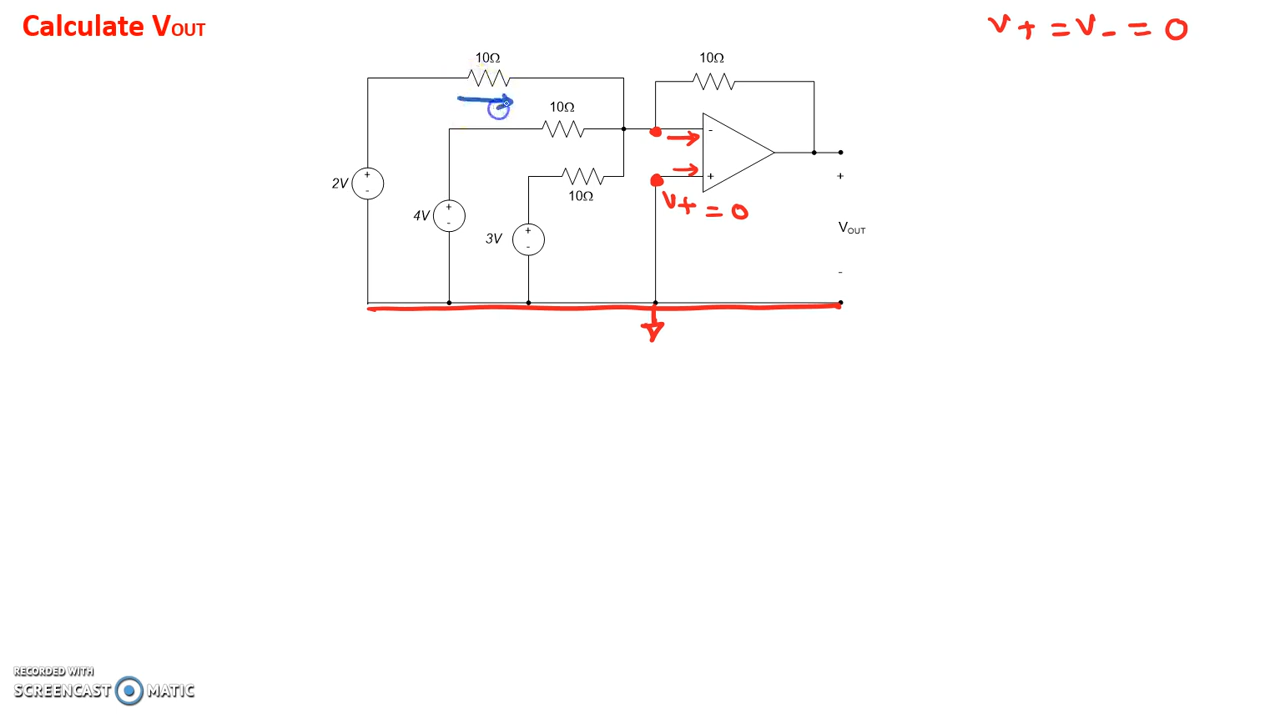 Calculate VOUT
V+ = V- = 0
10Ω
10Ω
10Ω
-
+
10Ω
2V
+
-
4V
+
-
3V
+
-
V+ = 0
+
VOUT
-
RECORDED WITH
SCREENCAST MATIC